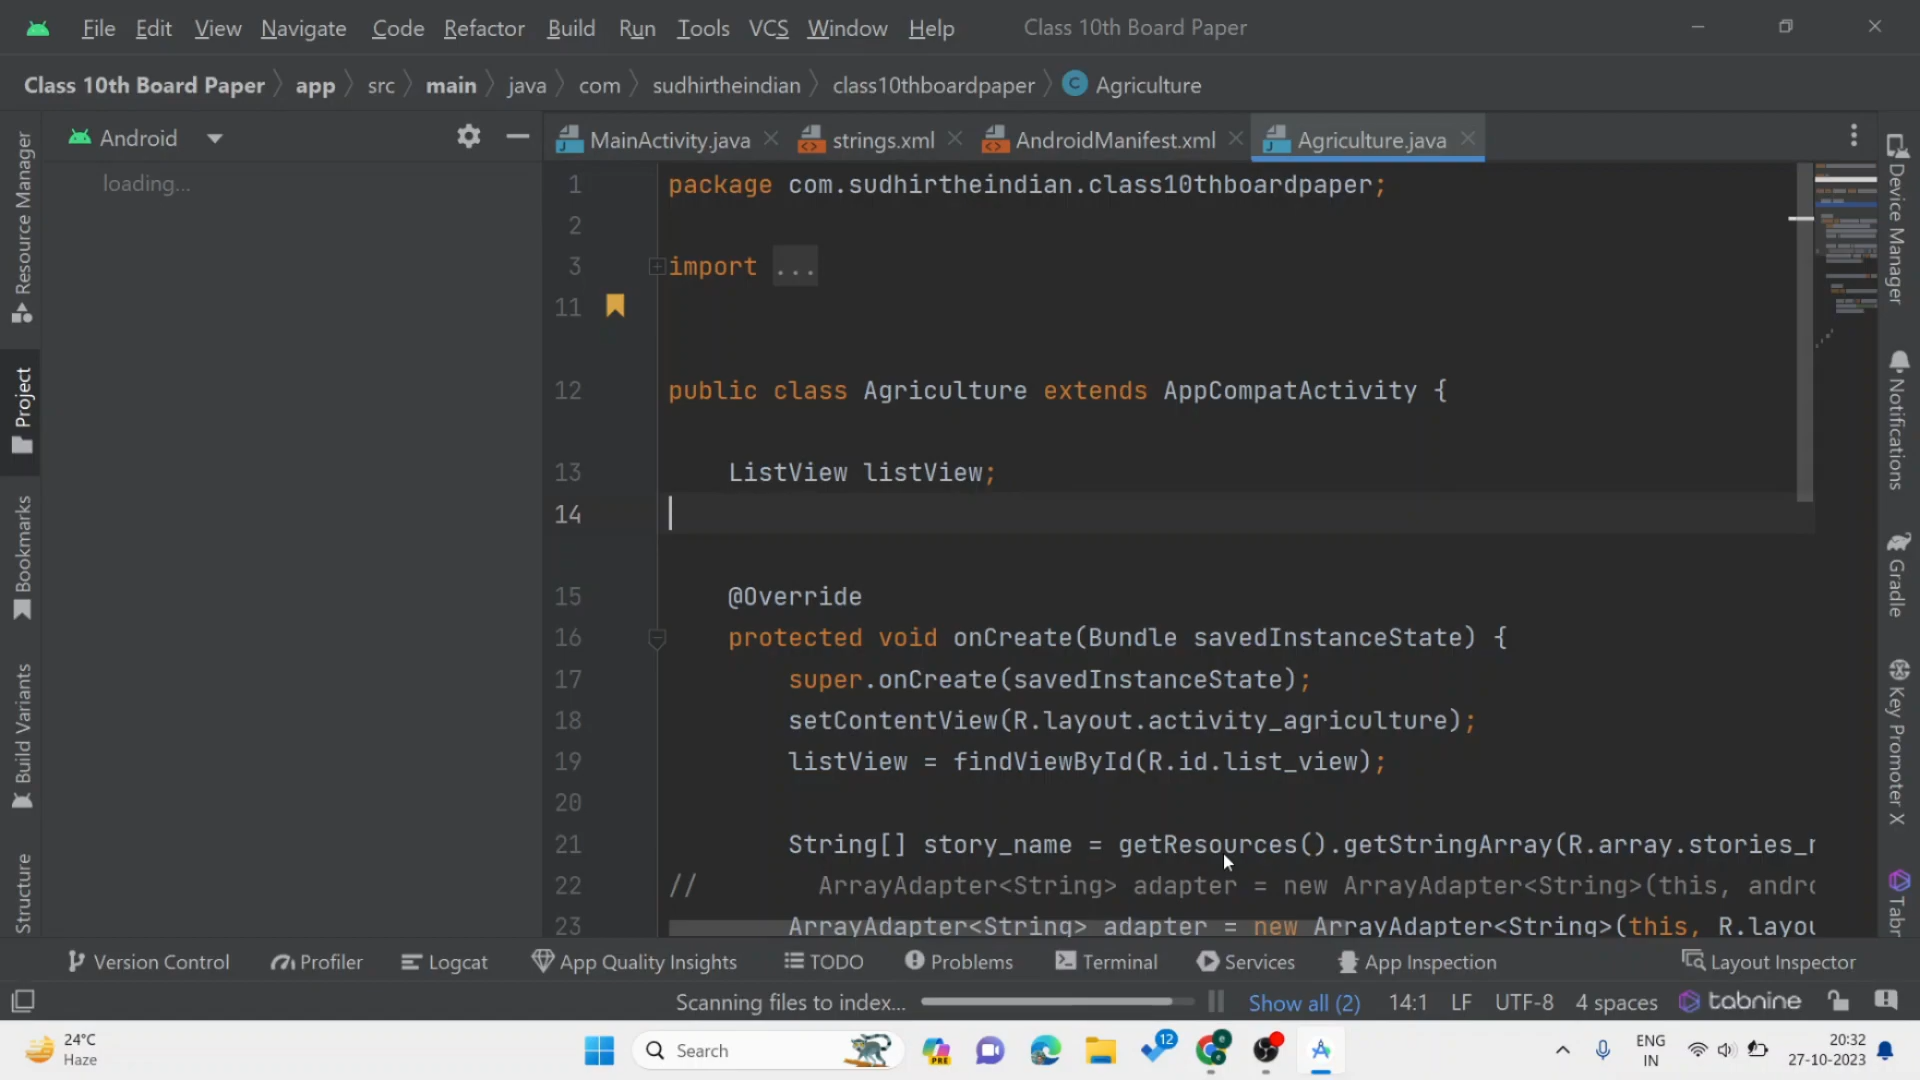 File Edit View Navigate Code Refactor Build Run Tools VCS Window Help Class 10th Board Paper
Class 10th Board Paper app src main java com sudhirtheindian class10thboardpaper C Agriculture
Android
MainActivity.java strings.xml AndroidManifest.xml Agriculture.java
loading...
Resource Manager
Project
Bookmarks
Build Variants
Structure
1 package com.sudhirtheindian.class10thboardpaper;
2
3 import ...
11
12 public class Agriculture extends AppCompatActivity {
13 ListView listView;
14
15 @Override
16 protected void onCreate(Bundle savedInstanceState) {
17 super.onCreate(savedInstanceState);
18 setContentView(R.layout.activity_agriculture);
19 listView = findViewById(R.id.list_view);
20
21 String[] story_name = getResources().getStringArray(R.array.stories_
22 // ArrayAdapter<String> adapter = new ArrayAdapter<String>(this, andro
23 ArrayAdapter<String> adapter = new ArrayAdapter<String>(this, R.layou
Device Manager
Notifications
Gradle
Key Promoter X
Tabn
Version Control Profiler Logcat App Quality Insights TODO Problems Terminal Services App Inspection Layout Inspector
Scanning files to index... Show all (2) 14:1 LF UTF-8 4 spaces tabnine
24°C
Haze
Search
PRE
12
e
e
ENG
IN
20:32
27-10-2023